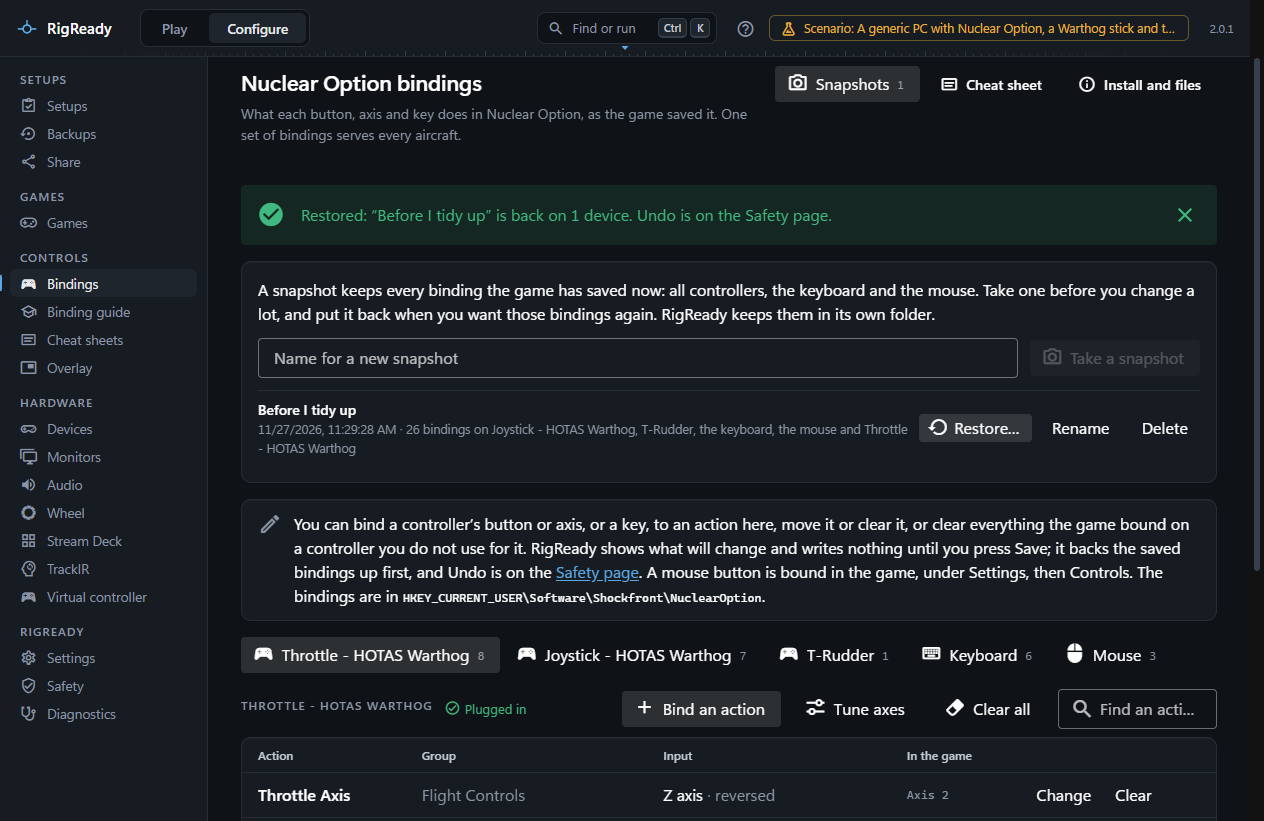 RigReady
Play
Configure
Find or run
Ctrl
K
Scenario: A generic PC with Nuclear Option, a Warthog stick and t...
2.0.1
SETUPS
Setups
Backups
Share
GAMES
Games
CONTROLS
Bindings
Binding guide
Cheat sheets
Overlay
HARDWARE
Devices
Monitors
Audio
Wheel
Stream Deck
TrackIR
Virtual controller
RIGREADY
Settings
Safety
Diagnostics
Nuclear Option bindings
Snapshots 1
Cheat sheet
Install and files
What each button, axis and key does in Nuclear Option, as the game saved it. One
set of bindings serves every aircraft.
Restored: “Before I tidy up” is back on 1 device. Undo is on the Safety page.
A snapshot keeps every binding the game has saved now: all controllers, the keyboard and the mouse. Take one before you change a
lot, and put it back when you want those bindings again. RigReady keeps them in its own folder.
Name for a new snapshot
Take a snapshot
Before I tidy up
11/27/2026, 11:29:28 AM · 26 bindings on Joystick - HOTAS Warthog, T-Rudder, the keyboard, the mouse and Throttle
- HOTAS Warthog
Restore...
Rename
Delete
You can bind a controller’s button or axis, or a key, to an action here, move it or clear it, or clear everything the game bound on
a controller you do not use for it. RigReady shows what will change and writes nothing until you press Save; it backs the saved
bindings up first, and Undo is on the Safety page. A mouse button is bound in the game, under Settings, then Controls. The
bindings are in HKEY_CURRENT_USER\Software\Shockfront\NuclearOption.
Throttle - HOTAS Warthog 8
Joystick - HOTAS Warthog 7
T-Rudder 1
Keyboard 6
Mouse 3
THROTTLE - HOTAS WARTHOG
Plugged in
Bind an action
Tune axes
Clear all
Find an acti...
Action
Group
Input
In the game
Throttle Axis
Flight Controls
Z axis · reversed
Axis 2
Change
Clear